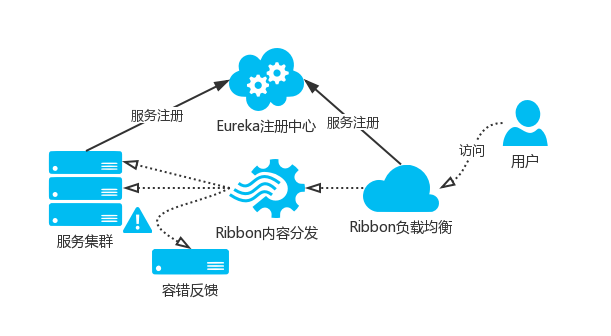 服务注册
Eureka注册中心
服务注册
访问
用户
Ribbon内容分发
Ribbon负载均衡
服务集群
容错反馈